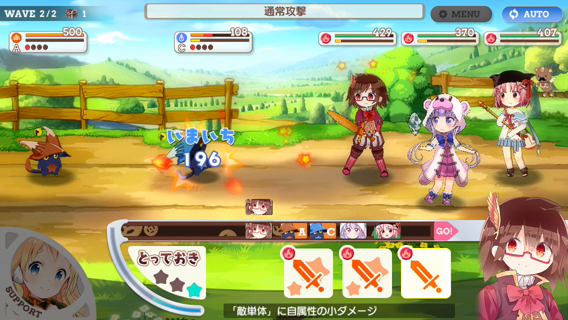 WAVE 2/2 1
通常攻撃
MENU
AUTO
500
A
108
C
429
370
407
いまいち
196
A
C
GO!
とっておき
SUPPORT
「敵単体」に自属性の小ダメージ